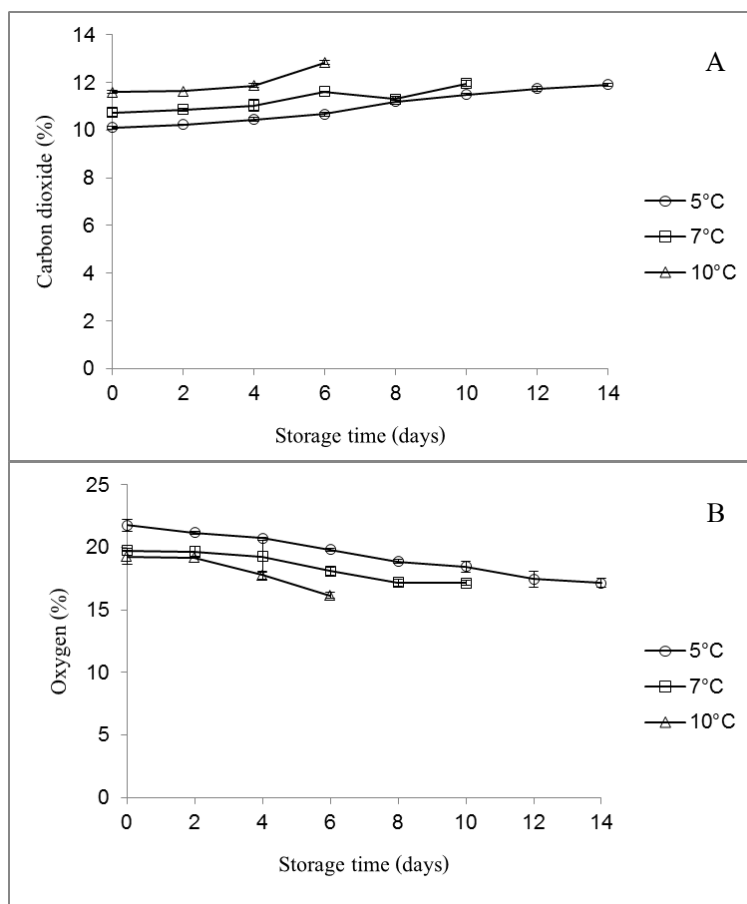 A
14
12
10
8
6
4
2
0
Carbon dioxide (%)
0 2 4 6 8 10 12 14
Storage time (days)
5°C
7°C
10°C
B
25
20
15
10
5
0
Oxygen (%)
0 2 4 6 8 10 12 14
Storage time (days)
5°C
7°C
10°C